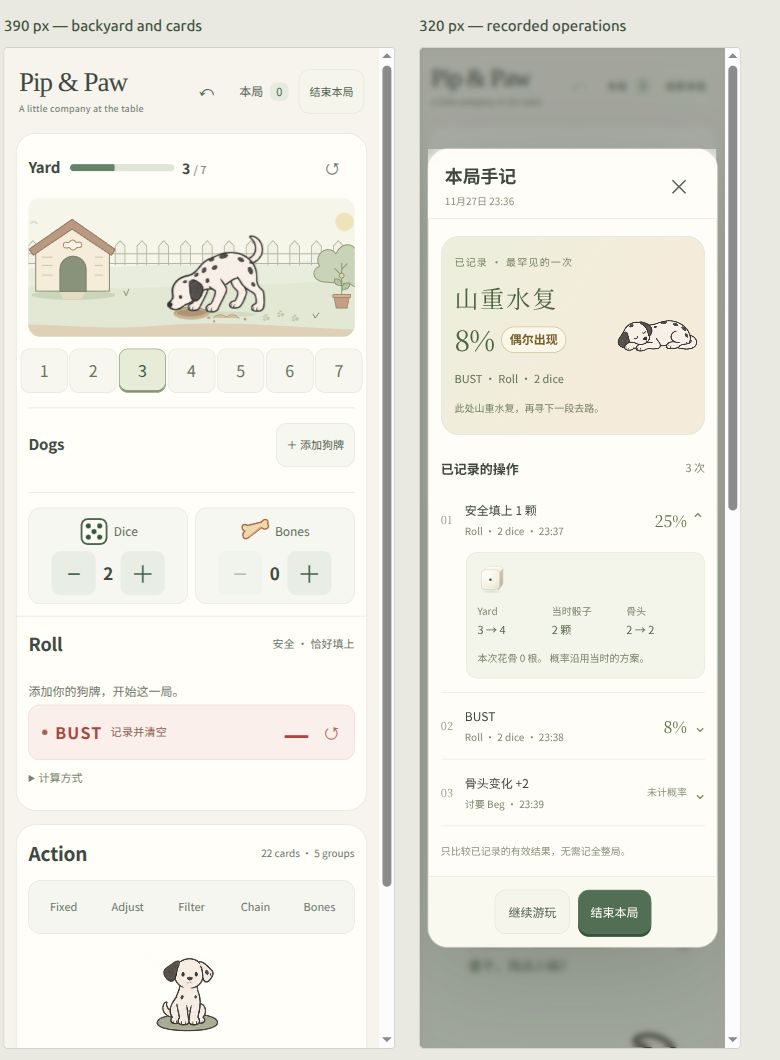 390 px — backyard and cards
Pip & Paw
A little company at the table
本局 0
结束本局
Yard 3 / 7
1 2 3 4 5 6 7
Dogs
+ 添加狗牌
Dice
− 2 +
Bones
− 0 +
Roll
安全 · 恰好填上
添加你的狗牌，开始这一局。
• BUST 记录并清空 —
▶ 计算方式
Action
22 cards · 5 groups
Fixed Adjust Filter Chain Bones
320 px — recorded operations
本局手记
11月27日 23:36
已记录 · 最罕见的一次
山重水复
8% 偶尔出现
BUST · Roll · 2 dice
此处山重水复，再寻下一段去路。
已记录的操作 3 次
01 安全填上 1 颗 25%
Roll · 2 dice · 23:37
Yard 当时骰子 骨头
3 → 4 2 颗 2 → 2
本次花骨 0 根。 概率沿用当时的方案。
02 BUST 8%
Roll · 2 dice · 23:38
03 骨头变化 +2 未计概率
讨要 Beg · 23:39
只比较已记录的有效结果，无需记全整局。
继续游玩 结束本局